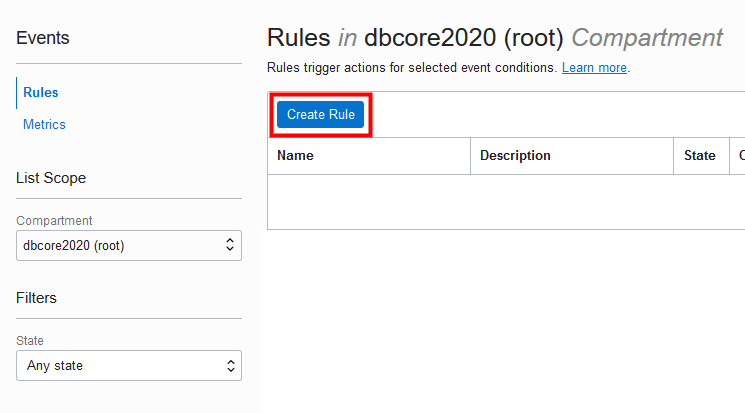 Events
Rules
Metrics
List Scope
Compartment
dbcore2020 (root)
Filters
State
Any state
Rules in dbcore2020 (root) Compartment
Rules trigger actions for selected event conditions. Learn more.
Create Rule
Name Description State